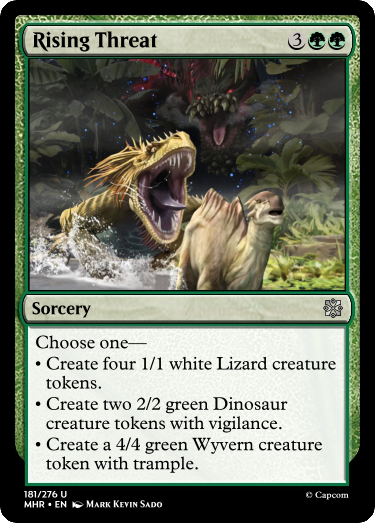 Rising Threat 3
Sorcery
Choose one—
• Create four 1/1 white Lizard creature
tokens.
• Create two 2/2 green Dinosaur
creature tokens with vigilance.
• Create a 4/4 green Wyvern creature
token with trample.
181/276 U
MHR • EN Mark Kevin Sado
© Capcom